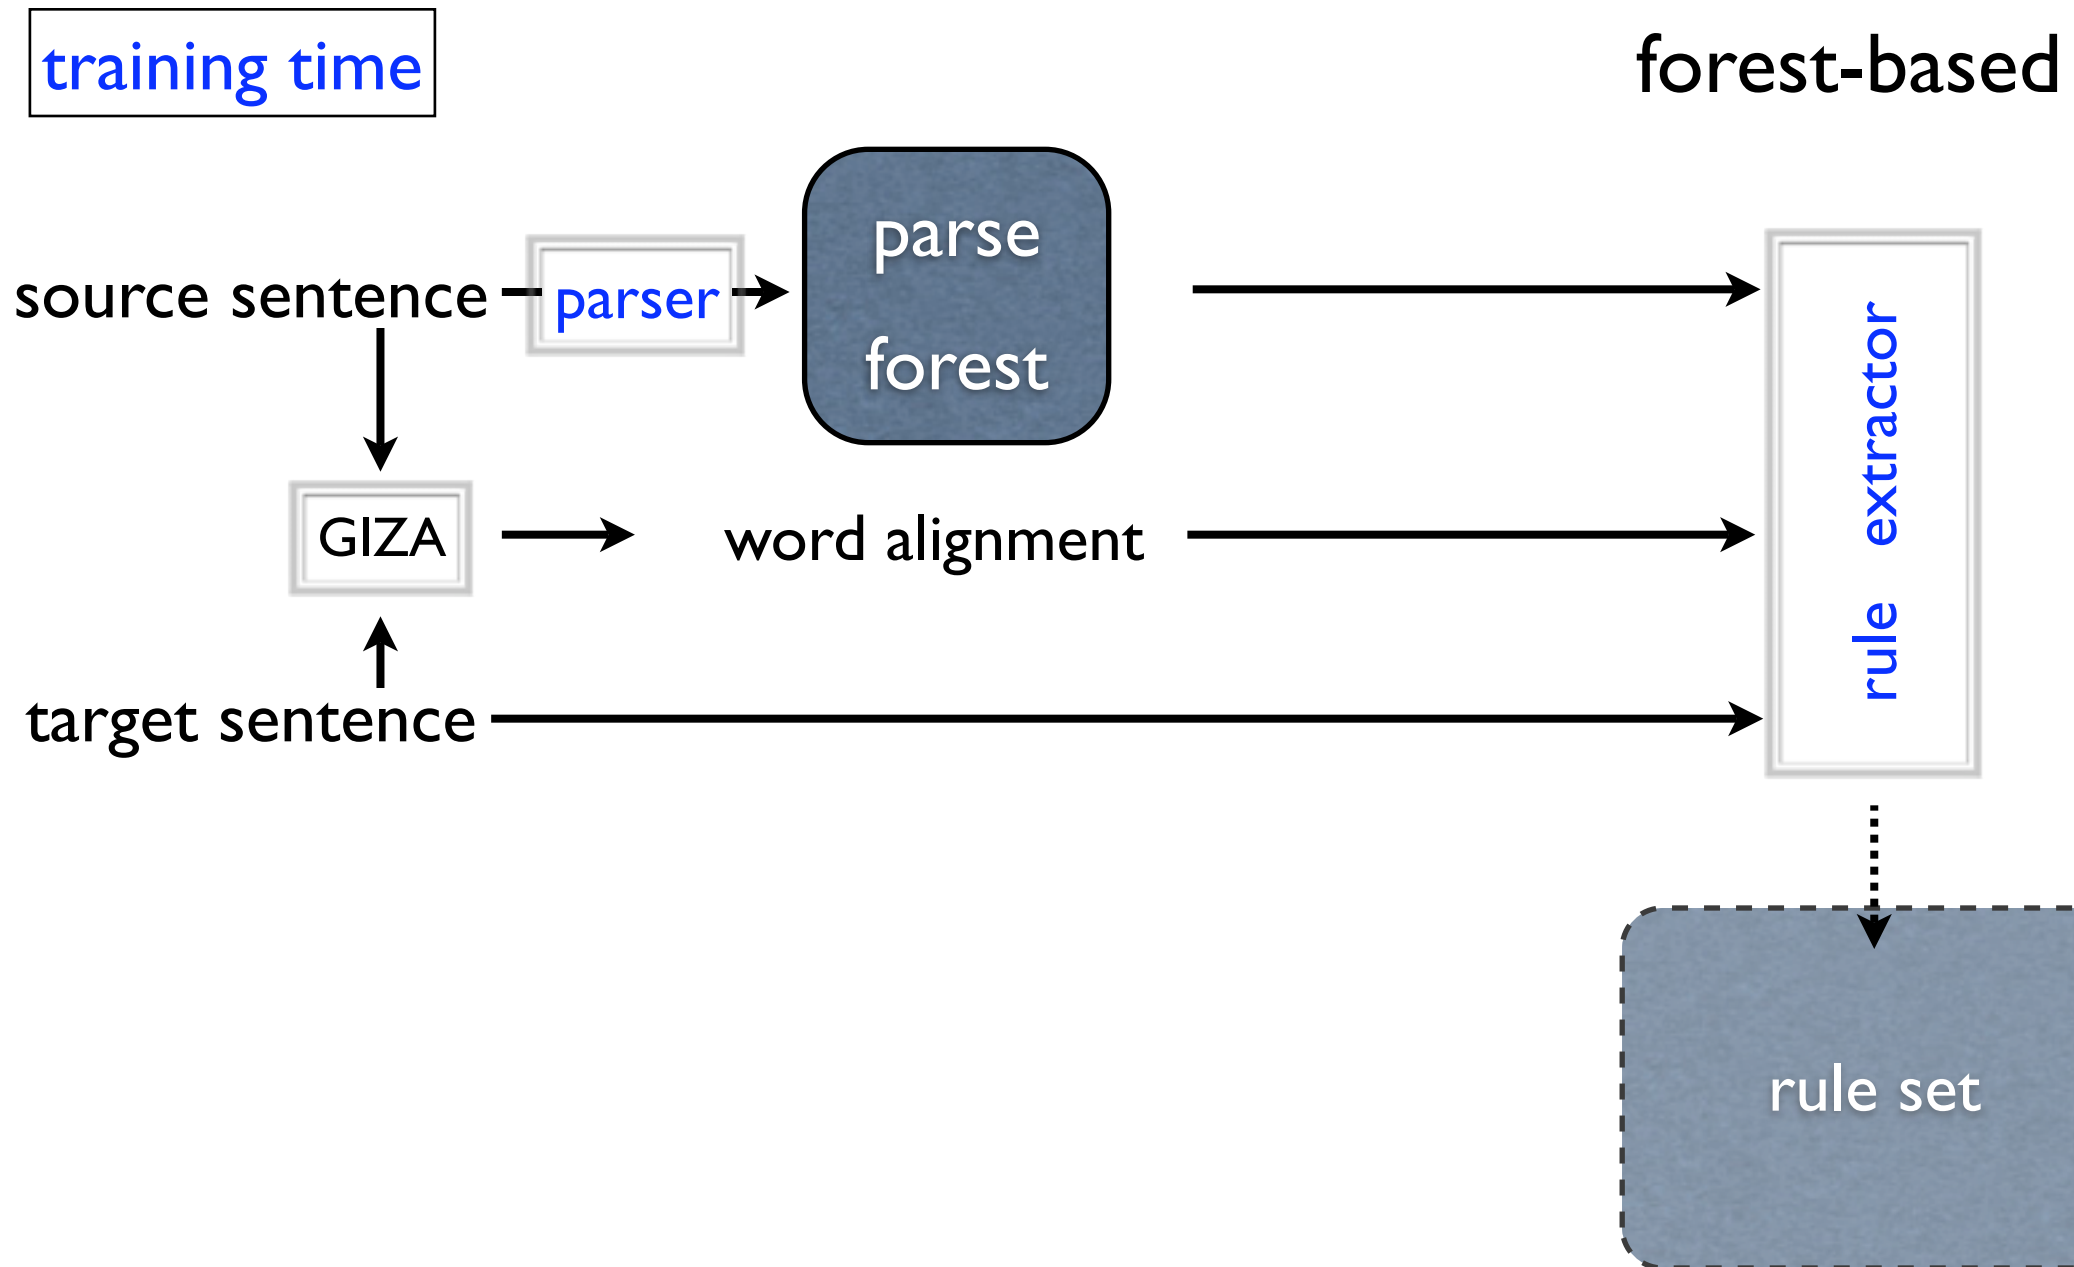 training time
forest-based
source sentence
parser
parse
forest
GIZA
word alignment
target sentence
rule extractor
rule set